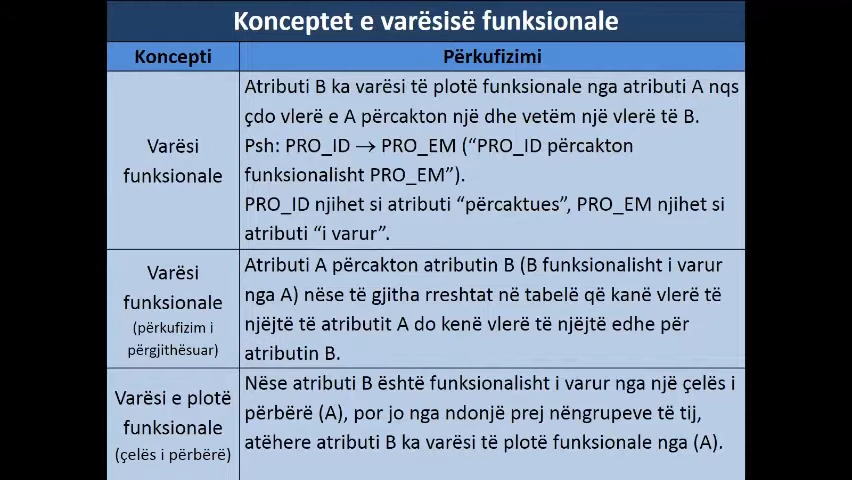 Konceptet e varësisë funksionale
Koncepti
Përkufizimi
Varësi
funksionale
Atributi B ka varësi të plotë funksionale nga atributi A nqs
çdo vlerë e A përcakton një dhe vetëm një vlerë të B.
Psh: PRO_ID → PRO_EM (“PRO_ID përcakton
funksionalisht PRO_EM”).
PRO_ID njihet si atributi “përcaktues”, PRO_EM njihet si
atributi “i varur”.
Varësi
funksionale
(përkufizim i
përgjithësuar)
Atributi A përcakton atributin B (B funksionalisht i varur
nga A) nëse të gjitha rreshtat në tabelë që kanë vlerë të
njëjtë të atributit A do kenë vlerë të njëjtë edhe për
atributin B.
Varësi e plotë
funksionale
(çelës i përbërë)
Nëse atributi B është funksionalisht i varur nga një çelës i
përbërë (A), por jo nga ndonjë prej nëngrupeve të tij,
atëhere atributi B ka varësi të plotë funksionale nga (A).